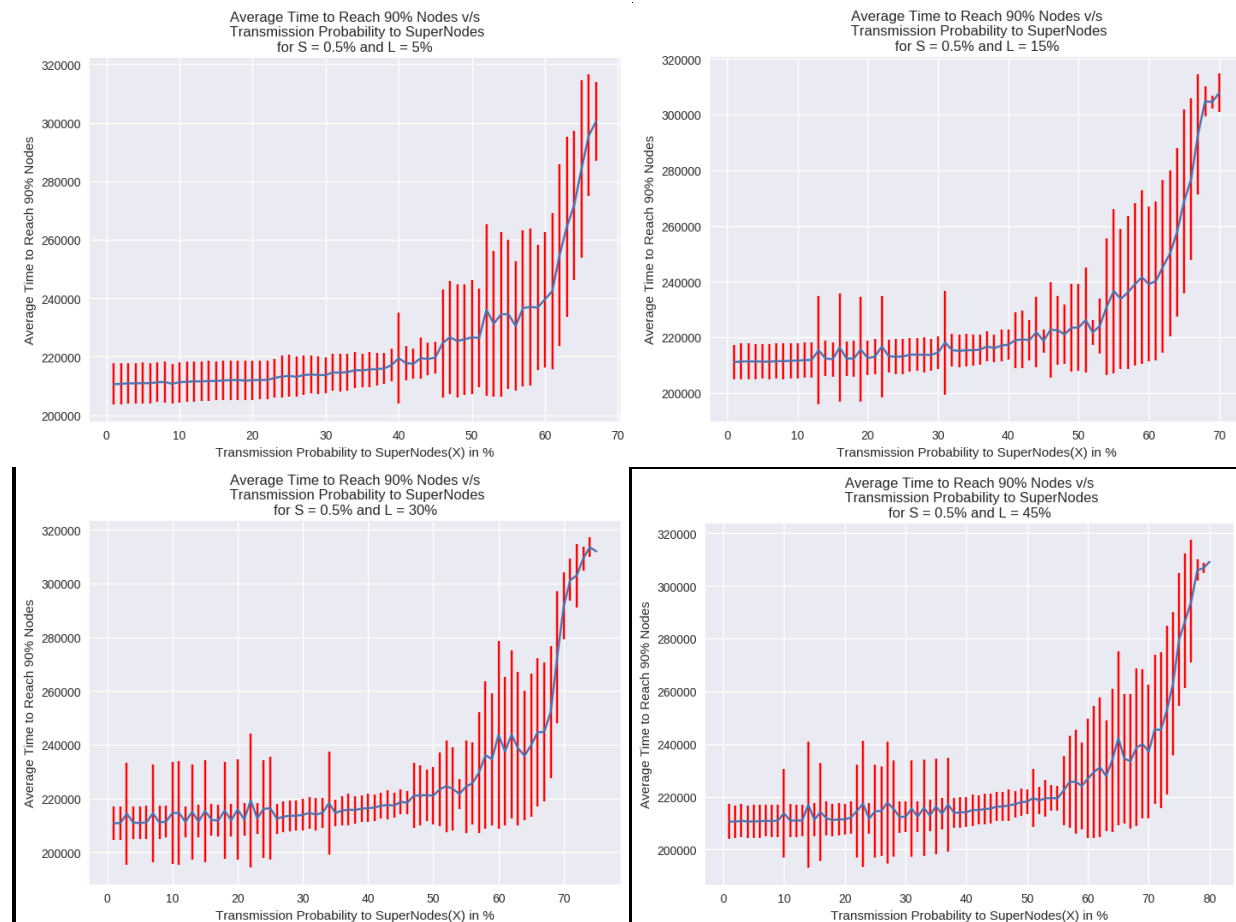 Average Time to Reach 90% Nodes v/s
Transmission Probability to SuperNodes
for S = 0.5% and L = 5%
320000
300000
280000
260000
240000
220000
200000
Average Time to Reach 90% Nodes
0 10 20 30 40 50 60 70
Transmission Probability to SuperNodes(X) in %
Average Time to Reach 90% Nodes v/s
Transmission Probability to SuperNodes
for S = 0.5% and L = 15%
320000
300000
280000
260000
240000
220000
200000
Average Time to Reach 90% Nodes
0 10 20 30 40 50 60 70
Transmission Probability to SuperNodes(X) in %
Average Time to Reach 90% Nodes v/s
Transmission Probability to SuperNodes
for S = 0.5% and L = 30%
320000
300000
280000
260000
240000
220000
200000
Average Time to Reach 90% Nodes
0 10 20 30 40 50 60 70
Transmission Probability to SuperNodes(X) in %
Average Time to Reach 90% Nodes v/s
Transmission Probability to SuperNodes
for S = 0.5% and L = 45%
320000
300000
280000
260000
240000
220000
200000
Average Time to Reach 90% Nodes
0 10 20 30 40 50 60 70 80
Transmission Probability to SuperNodes(X) in %